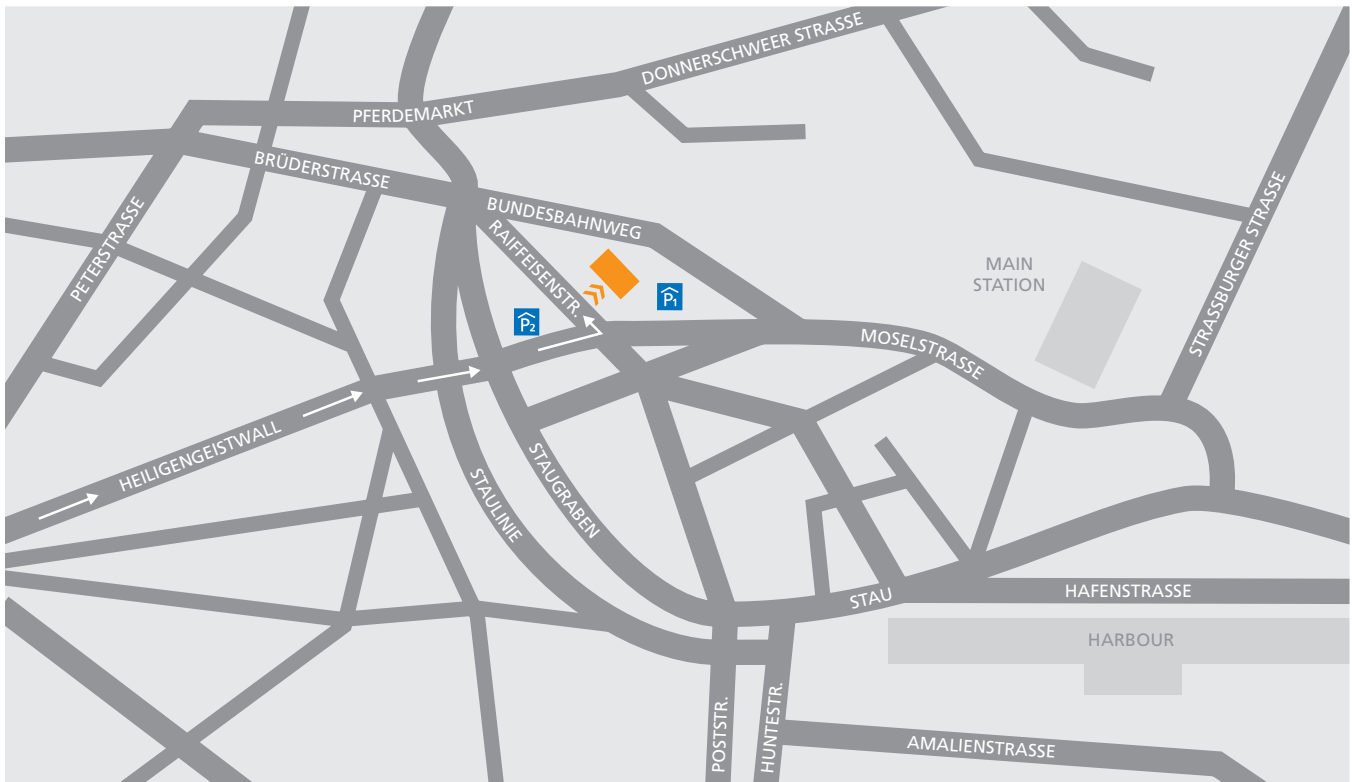 DONNERSCHWEER STRASSE
PFERDEMARKT
BRÜDERSTRASSE
PETERSTRASSE
BUNDESBAHNWEG
RAIFFEISENSTR.
STRASSBURGER STRASSE
MAIN
STATION
P1
P2
MOSELSTRASSE
HEILIGENGEISTWALL
STAULINIE
STAUGRABEN
STAU
HAFENSTRASSE
HARBOUR
POSTSTR.
HUNTESTR.
AMALIENSTRASSE